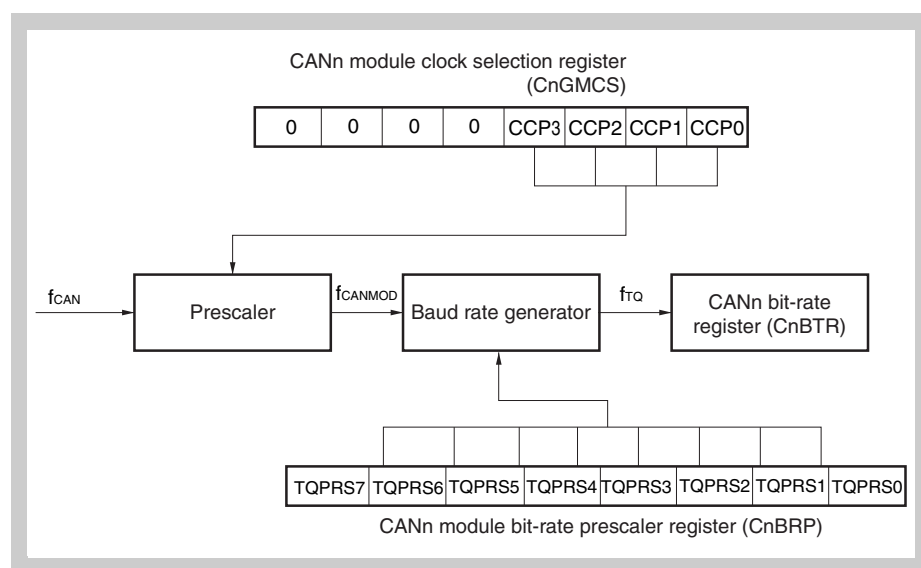 CANn module clock selection register
(CnGMCS)
0 0 0 0 CCP3 CCP2 CCP1 CCP0
fCAN
Prescaler
fCANMOD
Baud rate generator
fTQ
CANn bit-rate
register (CnBTR)
TQPRS7 TQPRS6 TQPRS5 TQPRS4 TQPRS3 TQPRS2 TQPRS1 TQPRS0
CANn module bit-rate prescaler register (CnBRP)